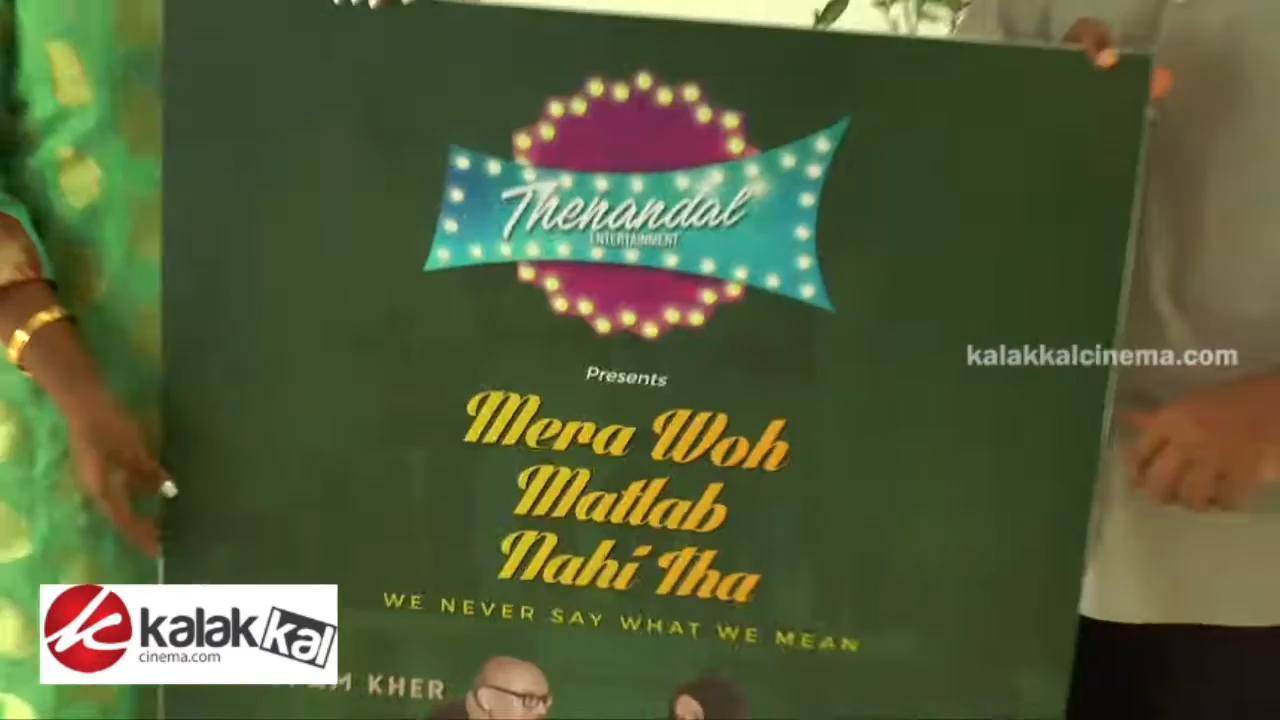 Thenandal
ENTERTAINMENT
Presents
Mera Woh
Matlab
Nahi Tha
WE NEVER SAY WHAT WE MEAN
KHER
kalakkalcinema.com
kalakkal
cinema.com